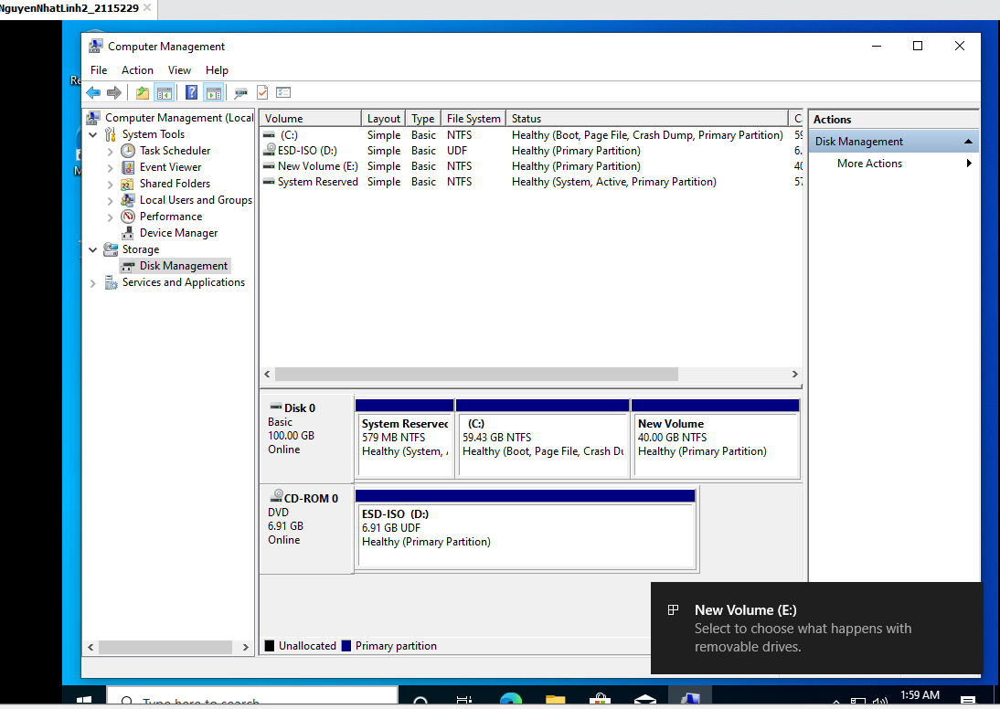 NguyenNhatLinh2_2115229
Computer Management
File Action View Help
Computer Management (Local
System Tools
Task Scheduler
Event Viewer
Shared Folders
Local Users and Groups
Performance
Device Manager
Storage
Disk Management
Services and Applications
Volume Layout Type File System Status C
(C:) Simple Basic NTFS Healthy (Boot, Page File, Crash Dump, Primary Partition) 59
ESD-ISO (D:) Simple Basic UDF Healthy (Primary Partition) 6.
New Volume (E:) Simple Basic NTFS Healthy (Primary Partition) 40
System Reserved Simple Basic NTFS Healthy (System, Active, Primary Partition) 57
Actions
Disk Management
More Actions
Disk 0
Basic
100.00 GB
Online
System Reserved
579 MB NTFS
Healthy (System, A
(C:)
59.43 GB NTFS
Healthy (Boot, Page File, Crash Du
New Volume
40.00 GB NTFS
Healthy (Primary Partition)
CD-ROM 0
DVD
6.91 GB
Online
ESD-ISO (D:)
6.91 GB UDF
Healthy (Primary Partition)
Unallocated Primary partition
New Volume (E:)
Select to choose what happens with
removable drives.
Re
M
Type here to search
1:59 AM